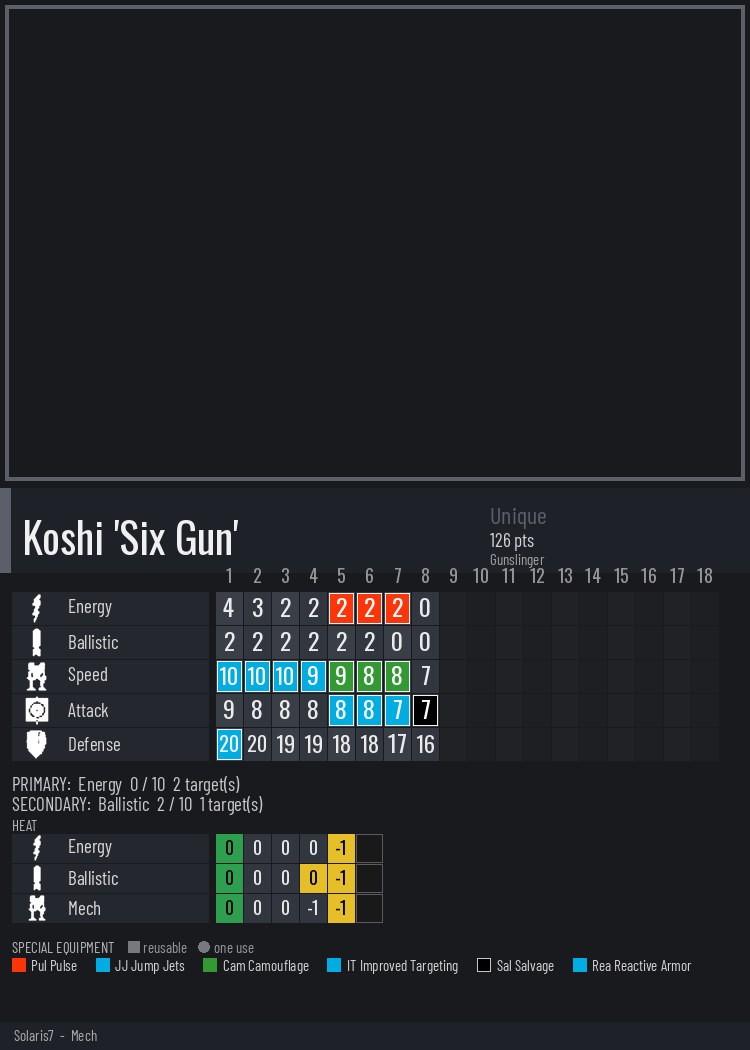 Koshi 'Six Gun'
Unique
126 pts
Gunslinger
1 2 3 4 5 6 7 8 9 10 11 12 13 14 15 16 17 18
Energy 4 3 2 2 2 2 2 0
Ballistic 2 2 2 2 2 2 0 0
Speed 10 10 10 9 9 8 8 7
Attack 9 8 8 8 8 8 7 7
Defense 20 20 19 19 18 18 17 16
PRIMARY: Energy 0 / 10 2 target(s)
SECONDARY: Ballistic 2 / 10 1 target(s)
HEAT
Energy 0 0 0 0 -1
Ballistic 0 0 0 0 -1
Mech 0 0 0 -1 -1
SPECIAL EQUIPMENT reusable one use
Pul Pulse JJ Jump Jets Cam Camouflage IT Improved Targeting Sal Salvage Rea Reactive Armor
Solaris7 - Mech